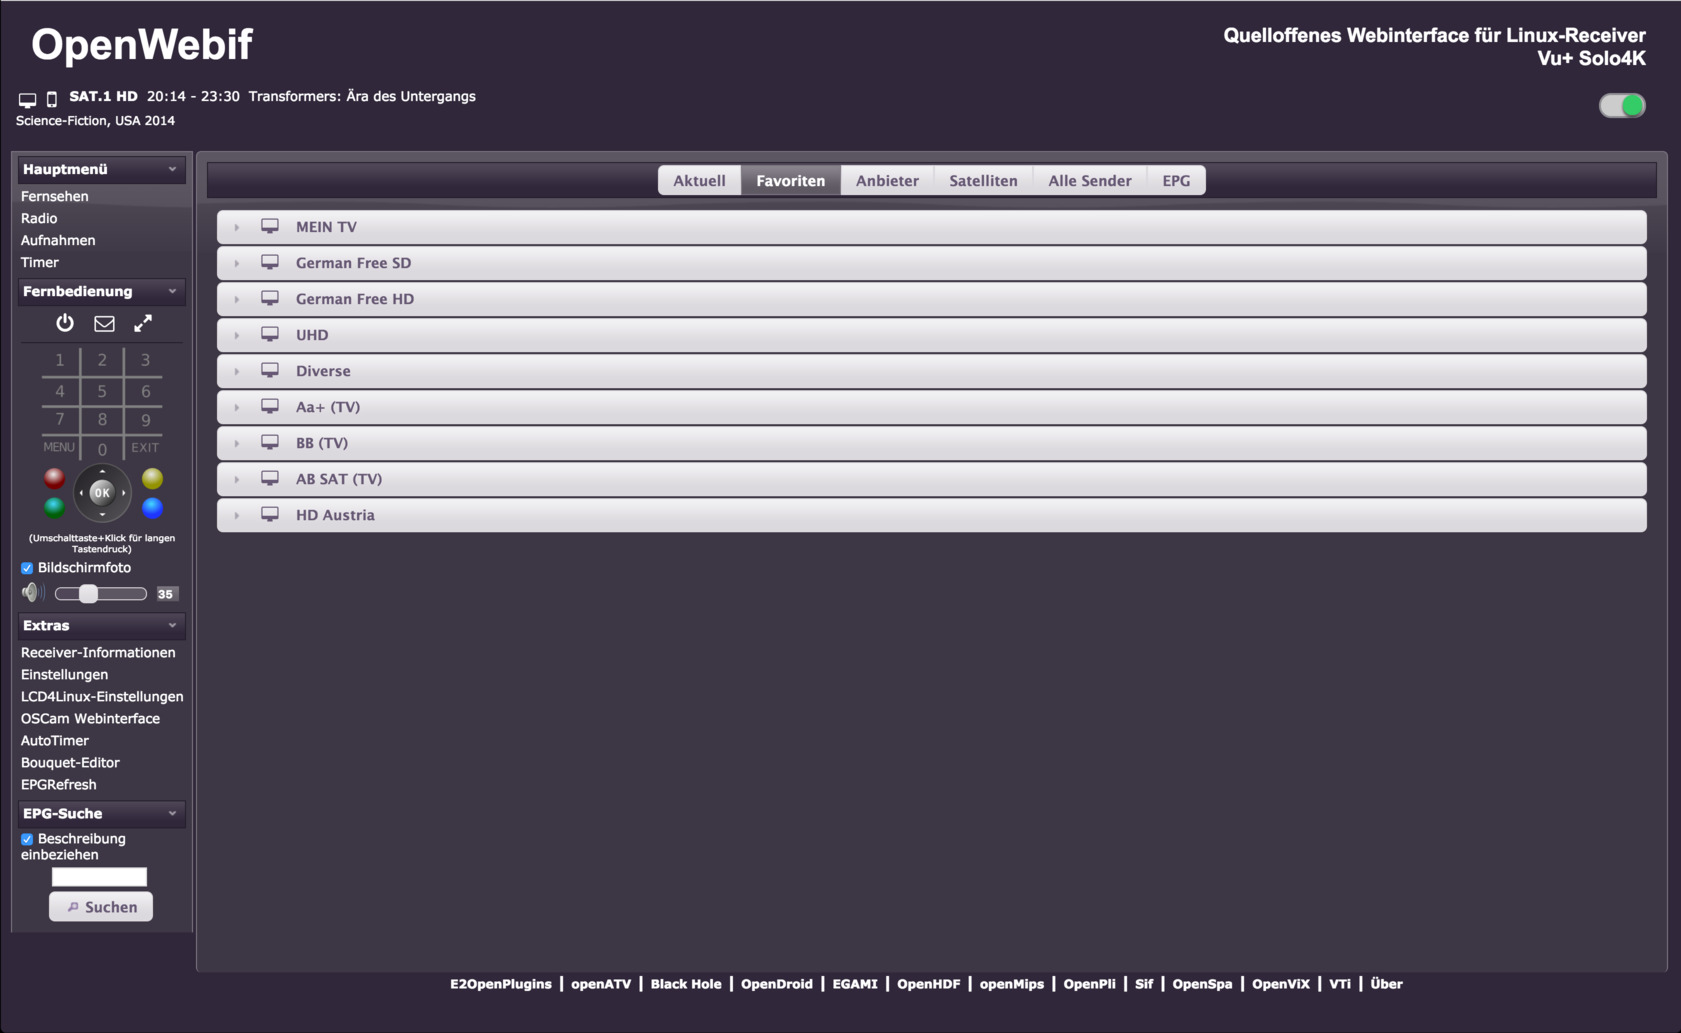 OpenWebif
Quelloffenes Webinterface für Linux-Receiver
Vu+ Solo4K
SAT.1 HD 20:14 - 23:30 Transformers: Ära des Untergangs
Science-Fiction, USA 2014
Hauptmenü
Fernsehen
Radio
Aufnahmen
Timer
Fernbedienung
1 2 3
4 5 6
7 8 9
MENU 0 EXIT
OK
(Umschalttaste+Klick für langen
Tastendruck)
Bildschirmfoto
35
Extras
Receiver-Informationen
Einstellungen
LCD4Linux-Einstellungen
OSCam Webinterface
AutoTimer
Bouquet-Editor
EPGRefresh
EPG-Suche
Beschreibung
einbeziehen
Suchen
Aktuell Favoriten Anbieter Satelliten Alle Sender EPG
MEIN TV
German Free SD
German Free HD
UHD
Diverse
Aa+ (TV)
BB (TV)
AB SAT (TV)
HD Austria
E2OpenPlugins | openATV | Black Hole | OpenDroid | EGAMI | OpenHDF | openMips | OpenPli | Sif | OpenSpa | OpenViX | VTi | Über